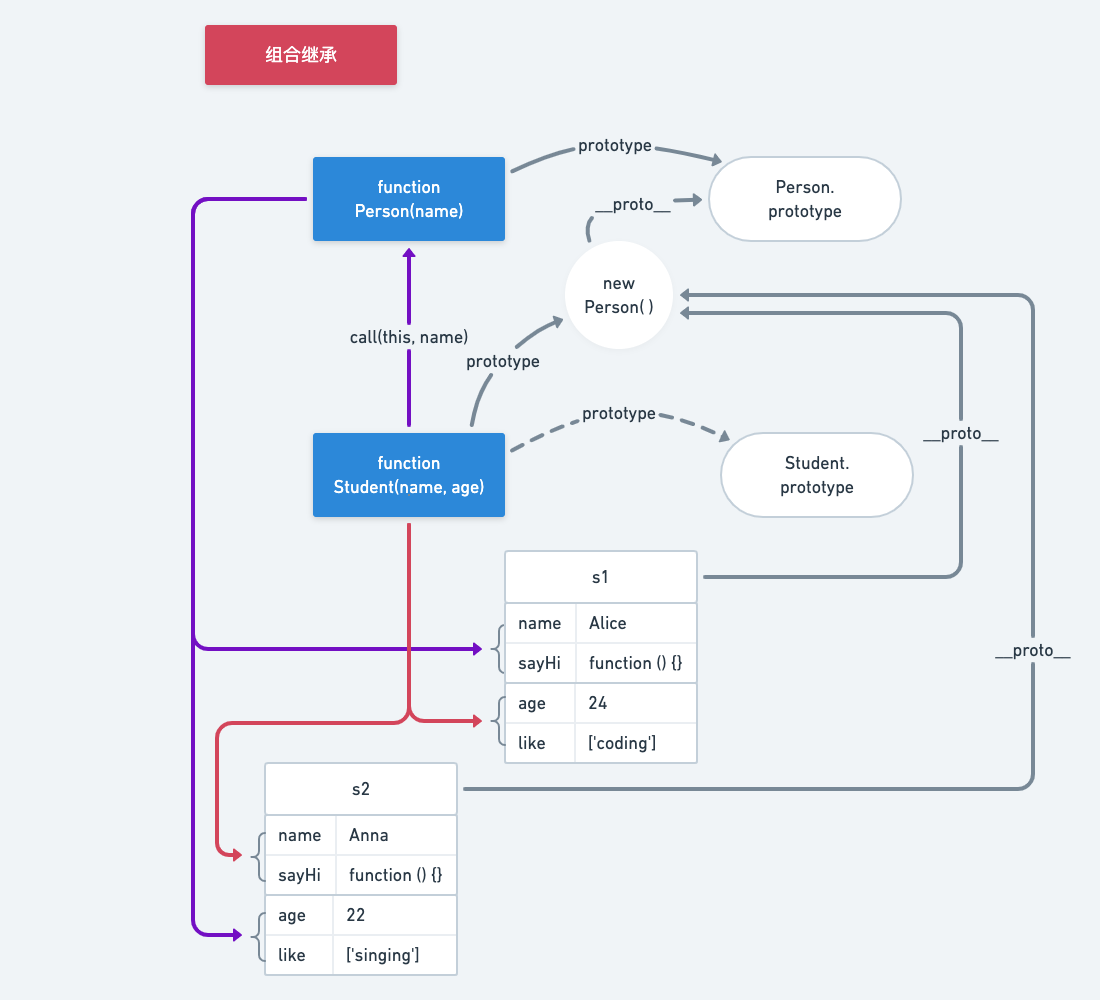 组合继承
prototype
function
Person(name)
Person.
prototype
__proto__
new
Person( )
call(this, name)
prototype
prototype
__proto__
function
Student(name, age)
Student.
prototype
s1
name Alice
sayHi function () {}
age 24
like ['coding']
__proto__
s2
name Anna
sayHi function () {}
age 22
like ['singing']